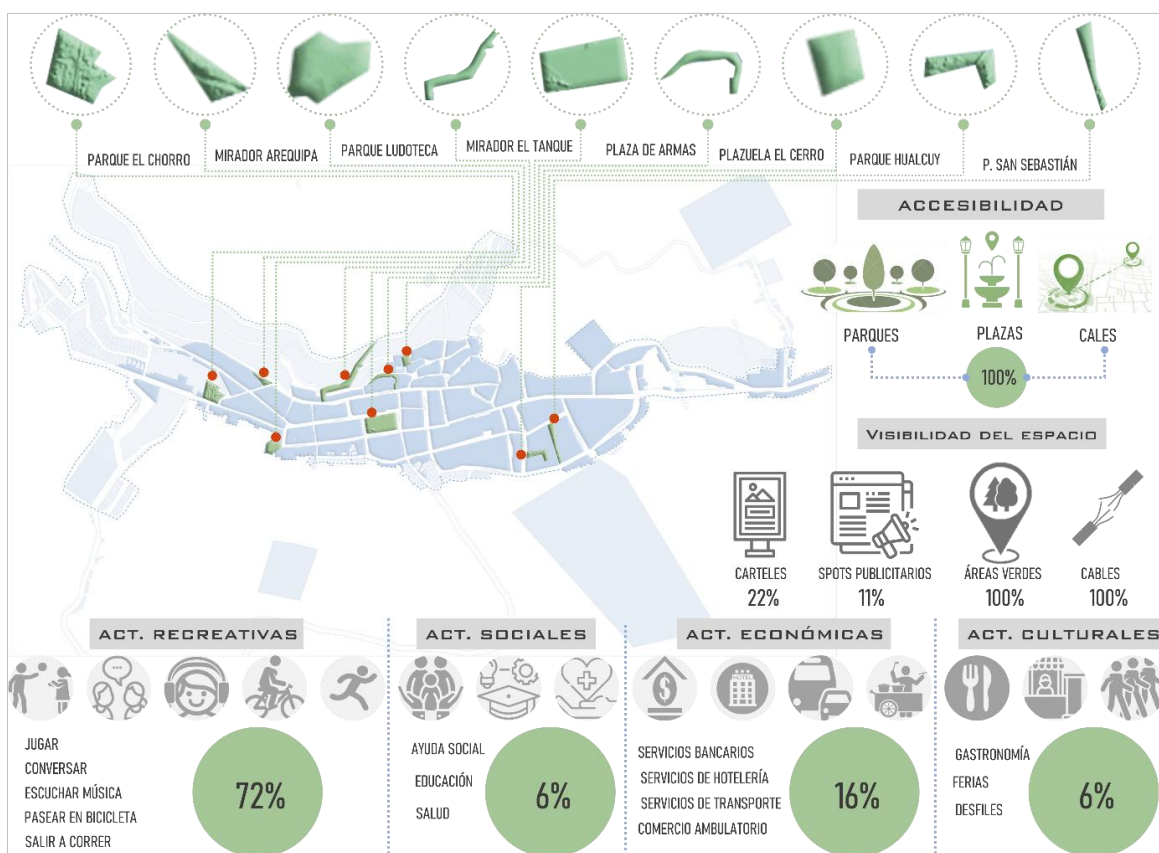 PARQUE EL CHORRO
MIRADOR AREQUIPA
PARQUE LUDOTECA
MIRADOR EL TANQUE
PLAZA DE ARMAS
PLAZUELA EL CERRO
PARQUE HUALCUY
P. SAN SEBASTIÁN
ACCESIBILIDAD
PARQUES
PLAZAS
CALES
100%
VISIBILIDAD DEL ESPACIO
CARTELES
SPOTS PUBLICITARIOS
ÁREAS VERDES
CABLES
22%
11%
100%
100%
ACT. RECREATIVAS
ACT. SOCIALES
ACT. ECONÓMICAS
ACT. CULTURALES
HOTEL
JUGAR
CONVERSAR
ESCUCHAR MÚSICA
PASEAR EN BICICLETA
SALIR A CORRER
72%
AYUDA SOCIAL
EDUCACIÓN
SALUD
6%
SERVICIOS BANCARIOS
SERVICIOS DE HOTELERÍA
SERVICIOS DE TRANSPORTE
COMERCIO AMBULATORIO
16%
GASTRONOMÍA
FERIAS
DESFILES
6%